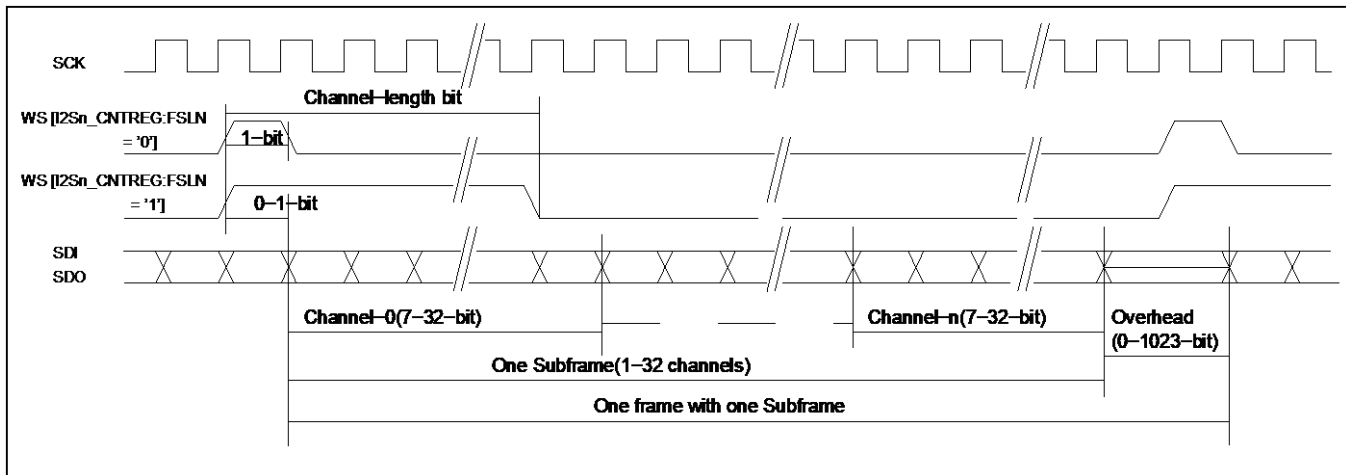 SCK
Channel-length bit
WS [I2Sn_CNTREG:FSLN
= '0']
1-bit
WS [I2Sn_CNTREG:FSLN
= '1']
0-1-bit
SDI
SDO
Channel-0(7-32-bit)
Channel-n(7-32-bit)
Overhead
(0-1023-bit)
One Subframe(1-32 channels)
One frame with one Subframe